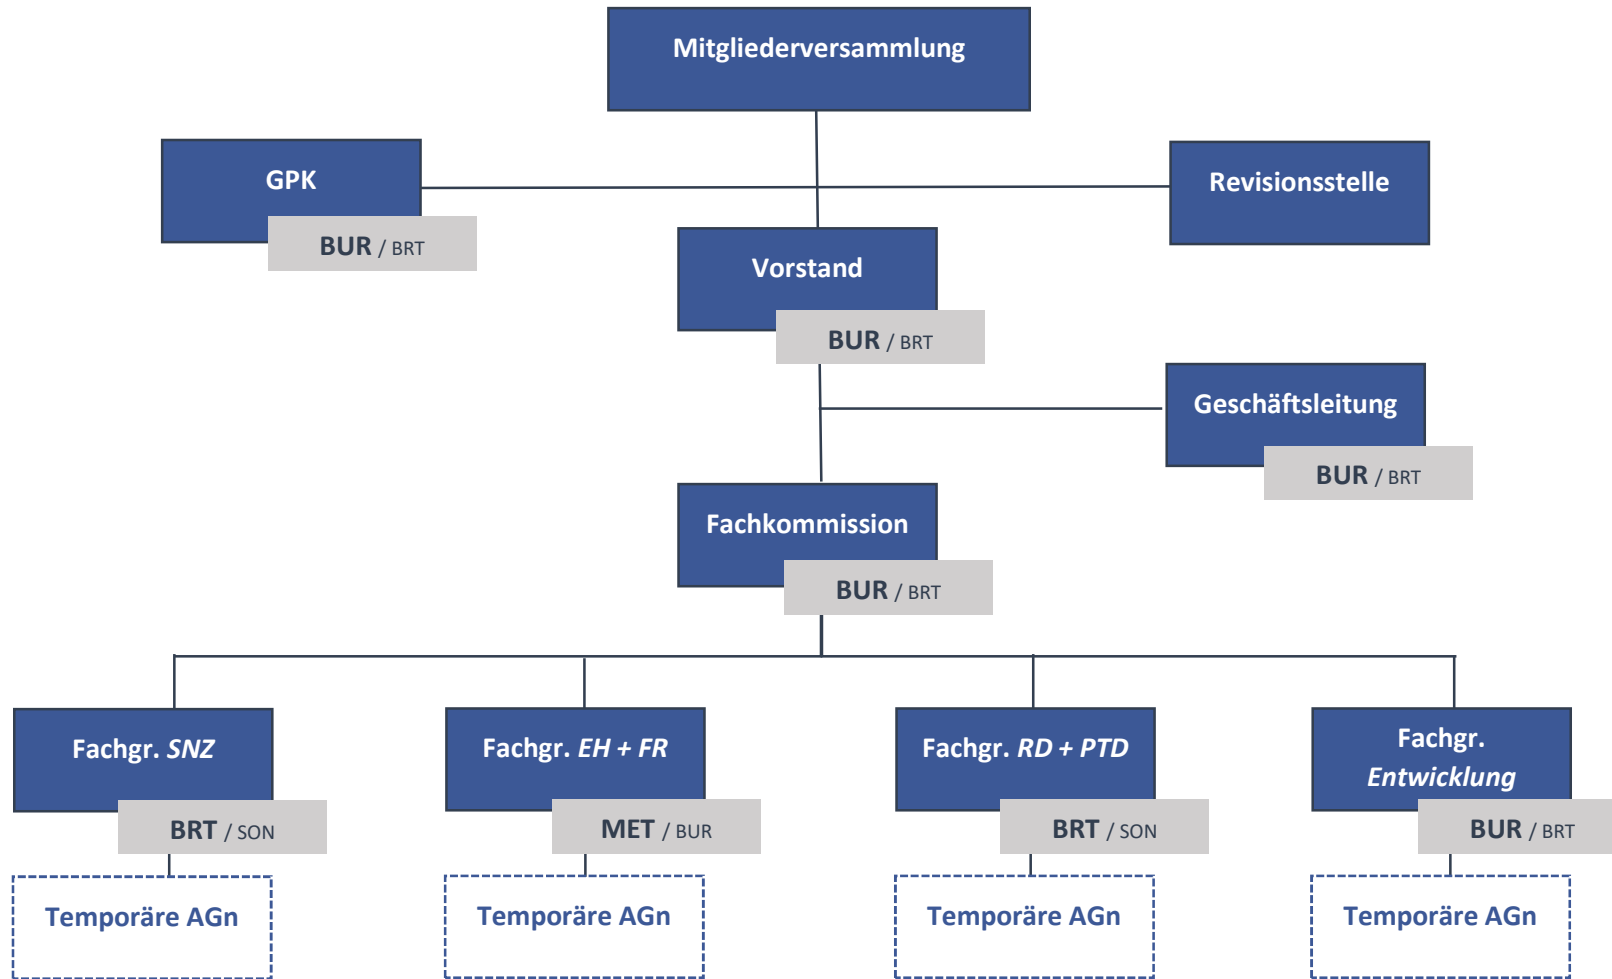 Mitgliederversammlung
GPK
BUR / BRT
Revisionsstelle
Vorstand
BUR / BRT
Geschäftsleitung
BUR / BRT
Fachkommission
BUR / BRT
Fachgr. SNZ
BRT / SON
Fachgr. EH + FR
MET / BUR
Fachgr. RD + PTD
BRT / SON
Fachgr.
Entwicklung
BUR / BRT
Temporäre AGn
Temporäre AGn
Temporäre AGn
Temporäre AGn